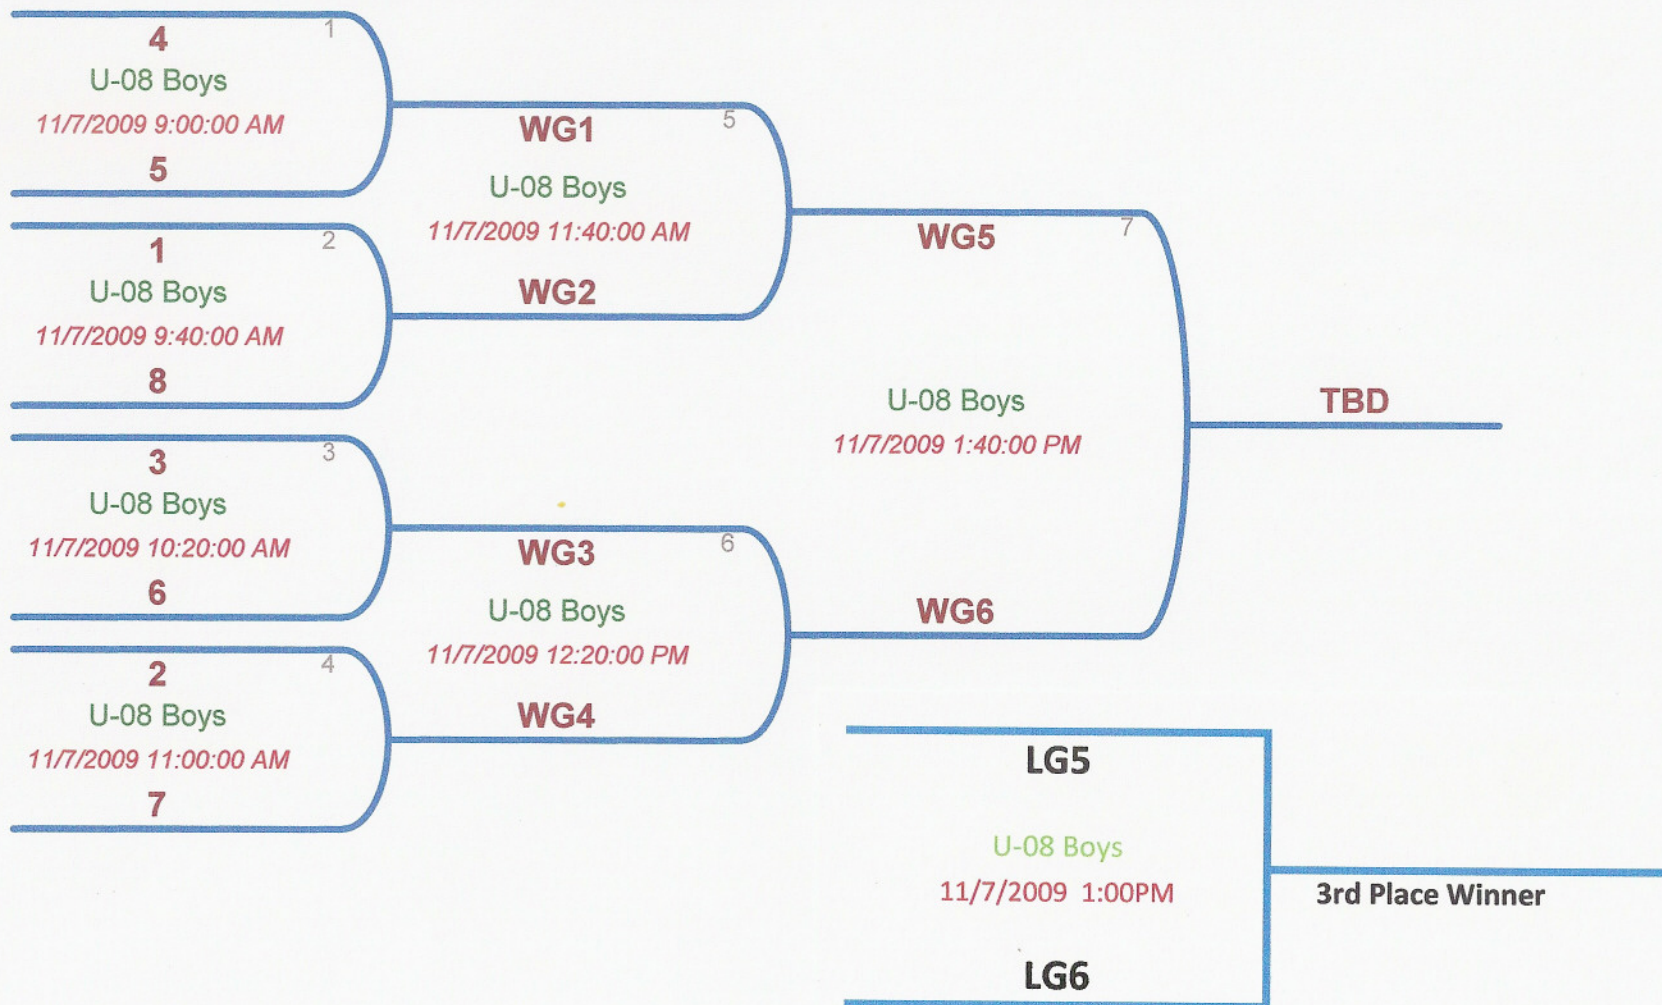 4
1
U-08 Boys
11/7/2009 9:00:00 AM
5
1
2
U-08 Boys
11/7/2009 9:40:00 AM
8
3
3
U-08 Boys
11/7/2009 10:20:00 AM
6
2
4
U-08 Boys
11/7/2009 11:00:00 AM
7
WG1
5
U-08 Boys
11/7/2009 11:40:00 AM
WG2
WG3
6
U-08 Boys
11/7/2009 12:20:00 PM
WG4
WG5
7
U-08 Boys
11/7/2009 1:40:00 PM
WG6
TBD
LG5
U-08 Boys
11/7/2009 1:00PM
LG6
3rd Place Winner